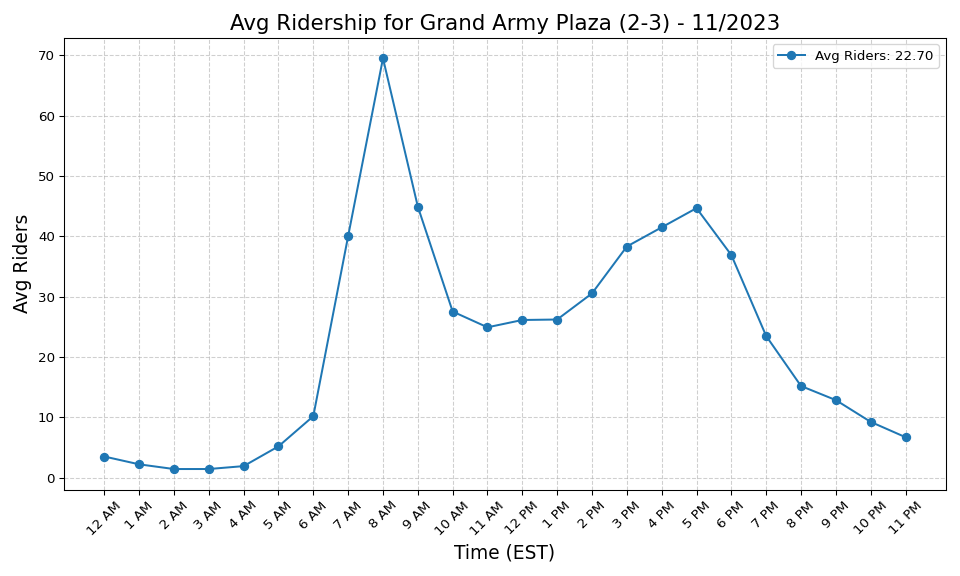 Avg Ridership for Grand Army Plaza (2-3) - 11/2023
Avg Riders: 22.70
Avg Riders
70
60
50
40
30
20
10
0
12 AM
1 AM
2 AM
3 AM
4 AM
5 AM
6 AM
7 AM
8 AM
9 AM
10 AM
11 AM
12 PM
1 PM
2 PM
3 PM
4 PM
5 PM
6 PM
7 PM
8 PM
9 PM
10 PM
11 PM
Time (EST)